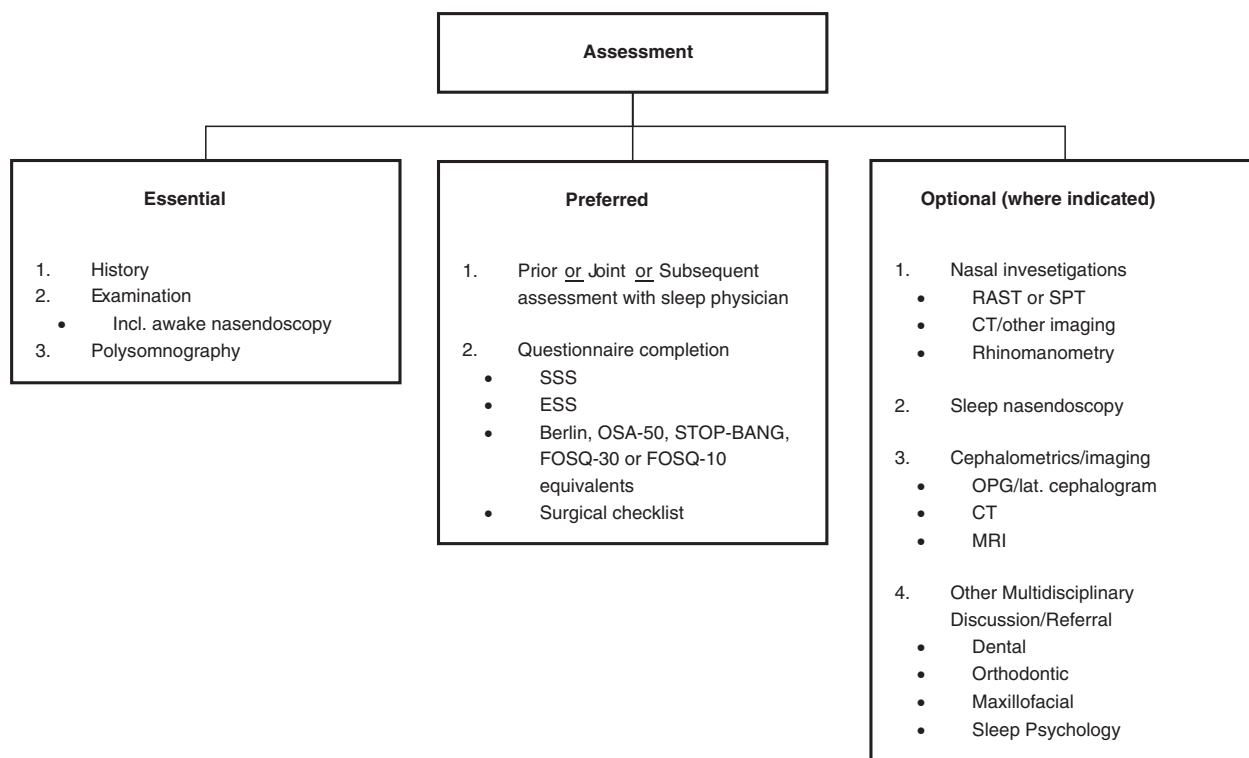 Assessment
Essential
1. History
2. Examination
• Incl. awake nasendoscopy
3. Polysomnography
Preferred
1. Prior or Joint or Subsequent
assessment with sleep physician
2. Questionnaire completion
• SSS
• ESS
• Berlin, OSA-50, STOP-BANG,
FOSQ-30 or FOSQ-10
equivalents
• Surgical checklist
Optional (where indicated)
1. Nasal invesetigations
• RAST or SPT
• CT/other imaging
• Rhinomanometry
2. Sleep nasendoscopy
3. Cephalometrics/imaging
• OPG/lat. cephalogram
• CT
• MRI
4. Other Multidisciplinary
Discussion/Referral
• Dental
• Orthodontic
• Maxillofacial
• Sleep Psychology